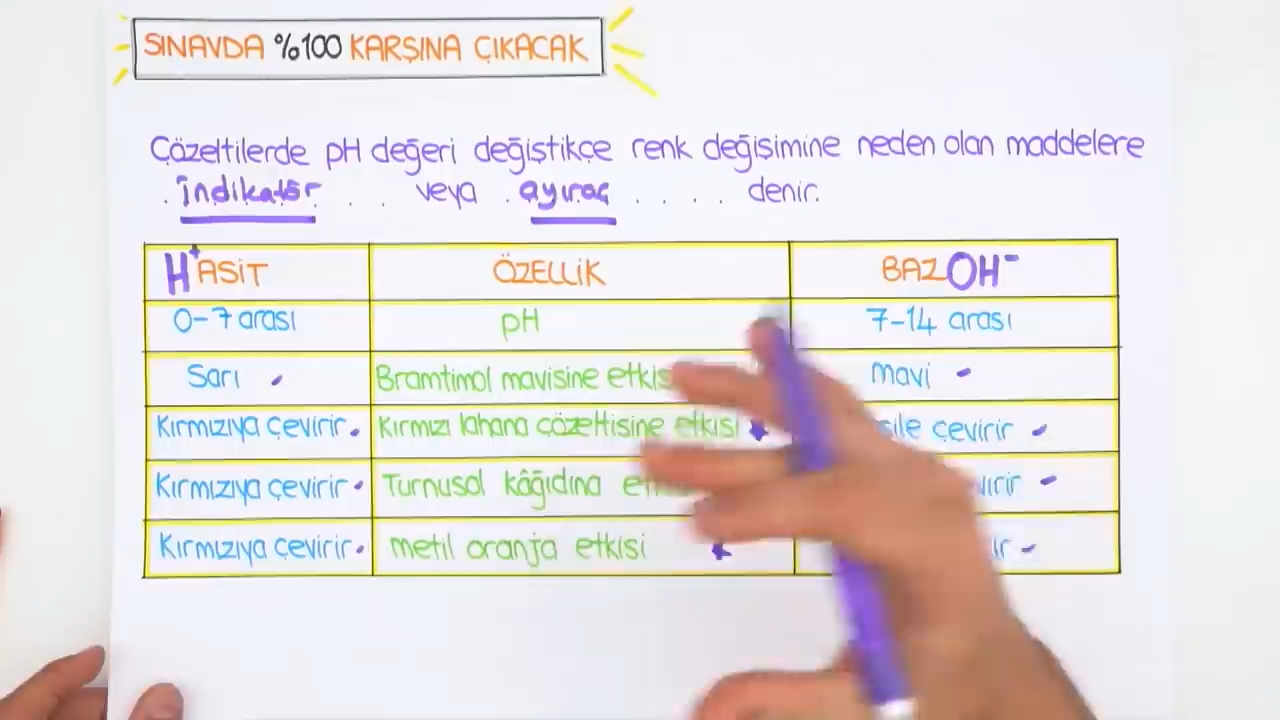 SINAVDA %100 KARŞINA ÇIKACAK
Çözeltilerde pH değeri değiştikçe renk değişimine neden olan maddelere
. İndikatör . . . veya . ayıraç . . . . denir.
H⁺ ASİT ÖZELLİK BAZ OH⁻
0-7 arası pH 7-14 arası
Sarı Bramtimol mavisine mavi
Kırmızıya çevirir. Kırmızı lahana çözeltisine etkisi çevirir
Kırmızıya çevirir Turnusol kâğıdına
Kırmızıya çevirir. metil oranja etkisi